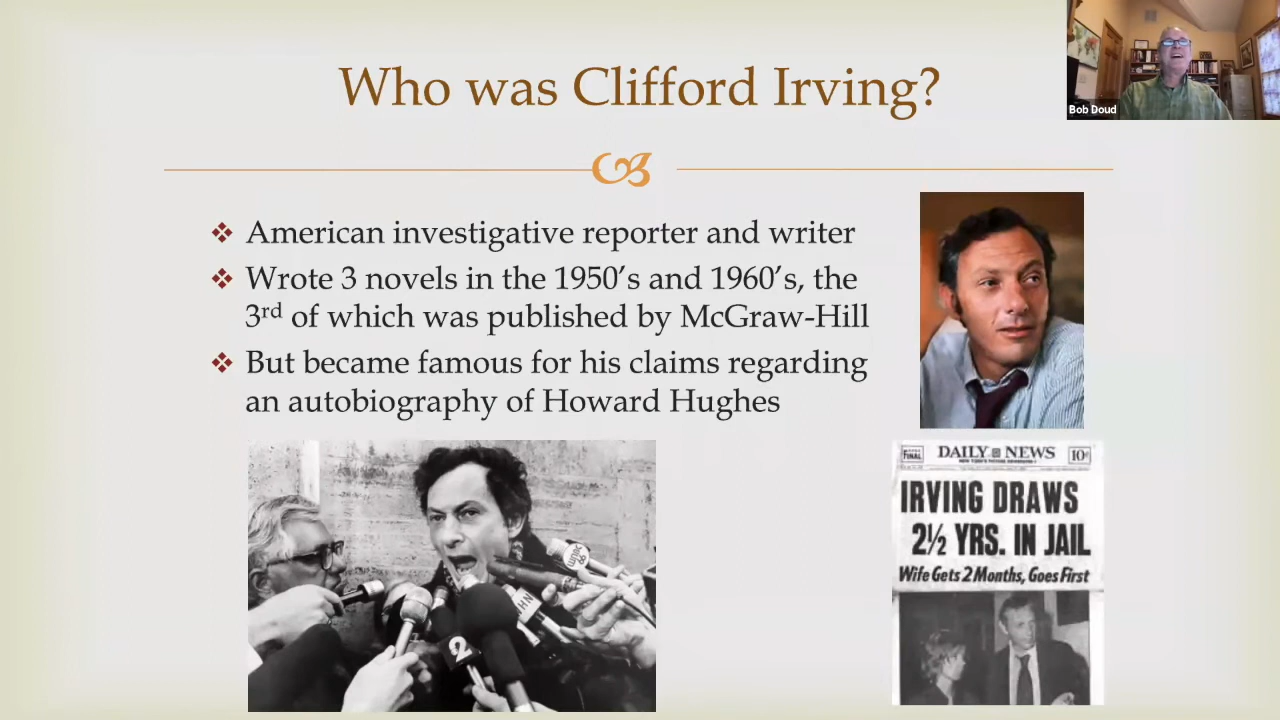 Who was Clifford Irving?
Bob Doud
❖ American investigative reporter and writer
❖ Wrote 3 novels in the 1950’s and 1960’s, the
3rd of which was published by McGraw-Hill
❖ But became famous for his claims regarding
an autobiography of Howard Hughes
2
FINAL
DAILY NEWS
10¢
IRVING DRAWS
2½ YRS. IN JAIL
Wife Gets 2 Months, Goes First